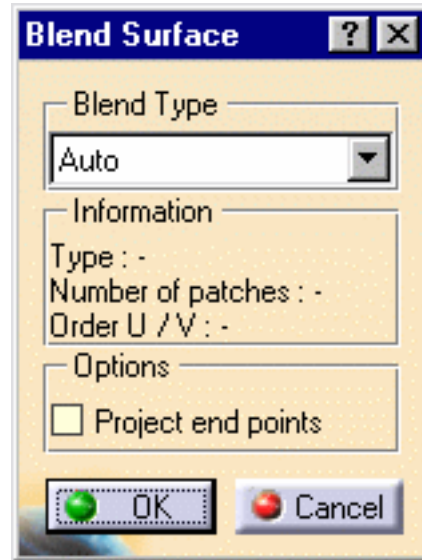 Blend Surface ? ×
Blend Type
Auto
Information
Type : -
Number of patches : -
Order U / V : -
Options
Project end points
OK Cancel